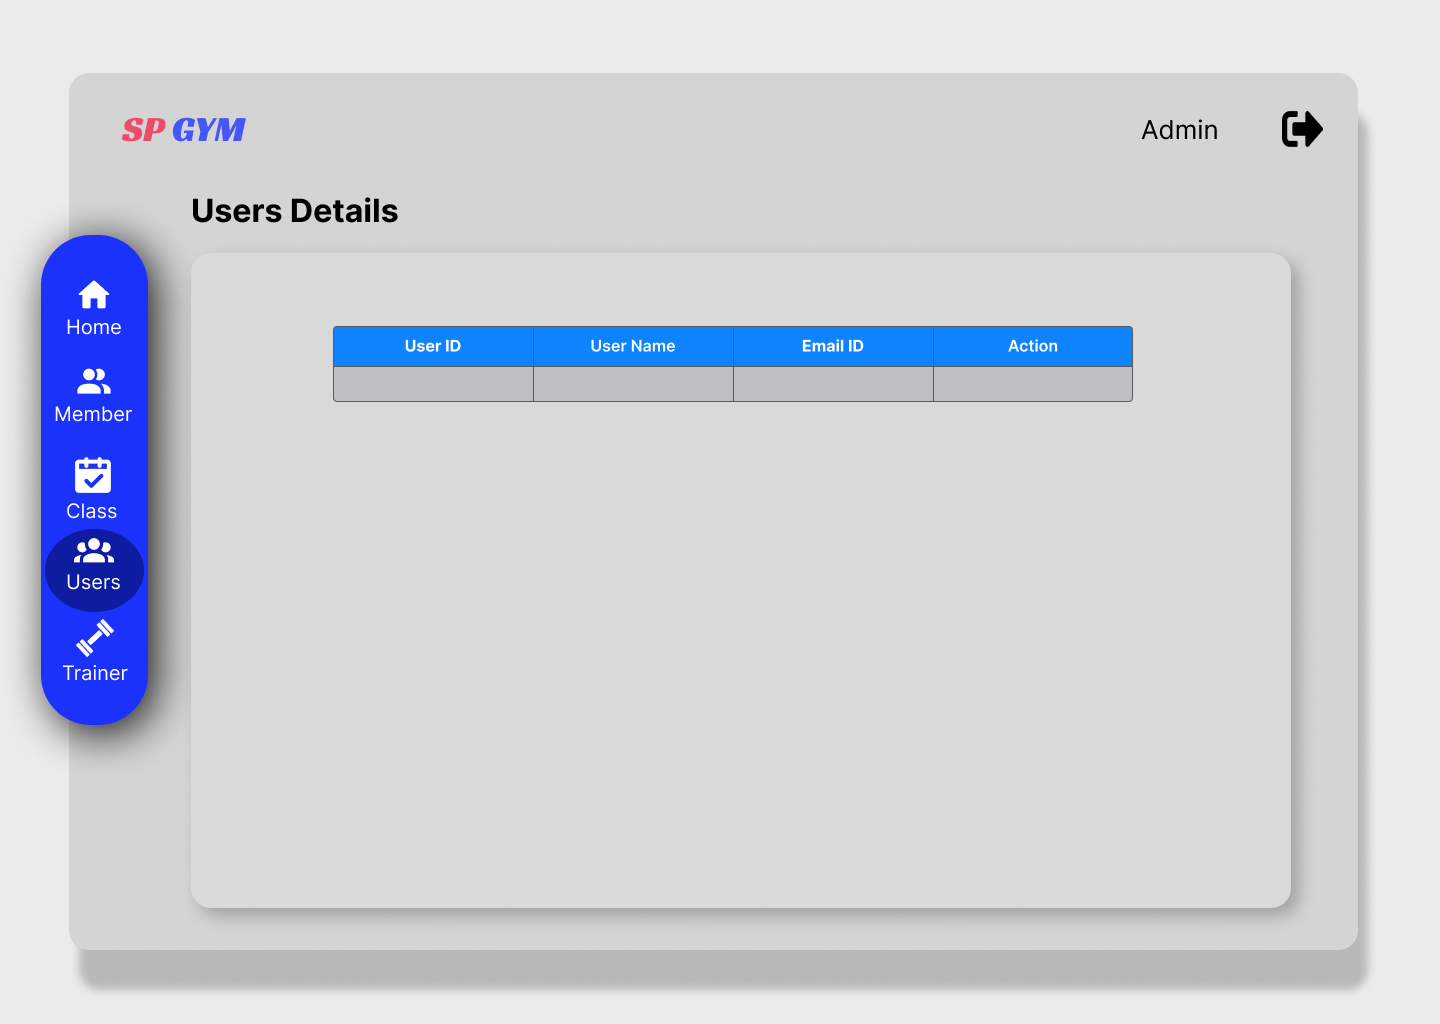 SP GYM
Admin
Users Details
Home
Member
Class
Users
Trainer
User ID User Name Email ID Action